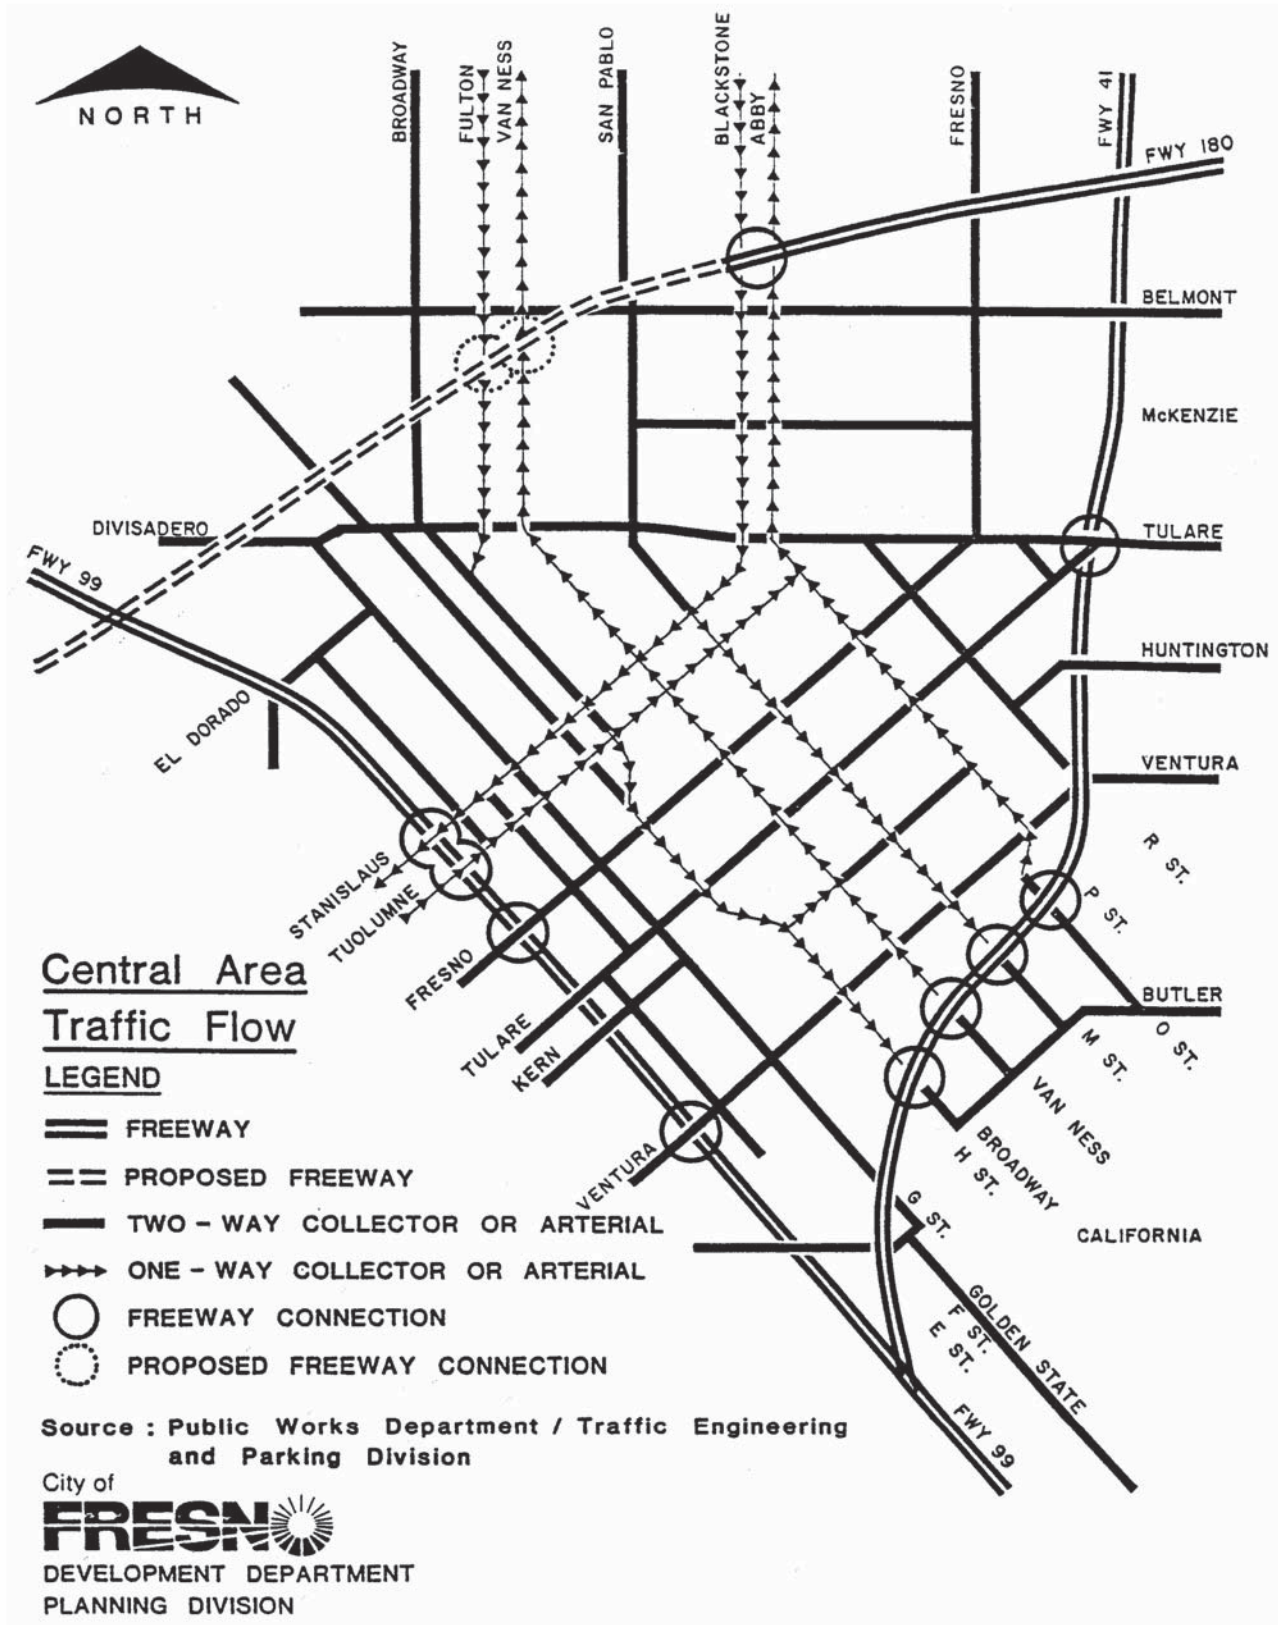 NORTH
BROADWAY
FULTON
VAN NESS
SAN PABLO
BLACKSTONE
ABBY
FRESNO
FWY 41
FWY 180
BELMONT
McKENZIE
DIVISADERO
TULARE
FWY 99
HUNTINGTON
EL DORADO
VENTURA
R ST.
STANISLAUS
TUOLUMNE
P ST.
FRESNO
BUTLER
O ST.
TULARE
M ST.
KERN
VAN NESS
BROADWAY
H ST.
VENTURA
G ST.
CALIFORNIA
GOLDEN STATE
F ST.
E ST.
FWY 99
Central Area
Traffic Flow
LEGEND
FREEWAY
PROPOSED FREEWAY
TWO - WAY COLLECTOR OR ARTERIAL
ONE - WAY COLLECTOR OR ARTERIAL
FREEWAY CONNECTION
PROPOSED FREEWAY CONNECTION
Source : Public Works Department / Traffic Engineering
and Parking Division
City of
FRESNO
DEVELOPMENT DEPARTMENT
PLANNING DIVISION